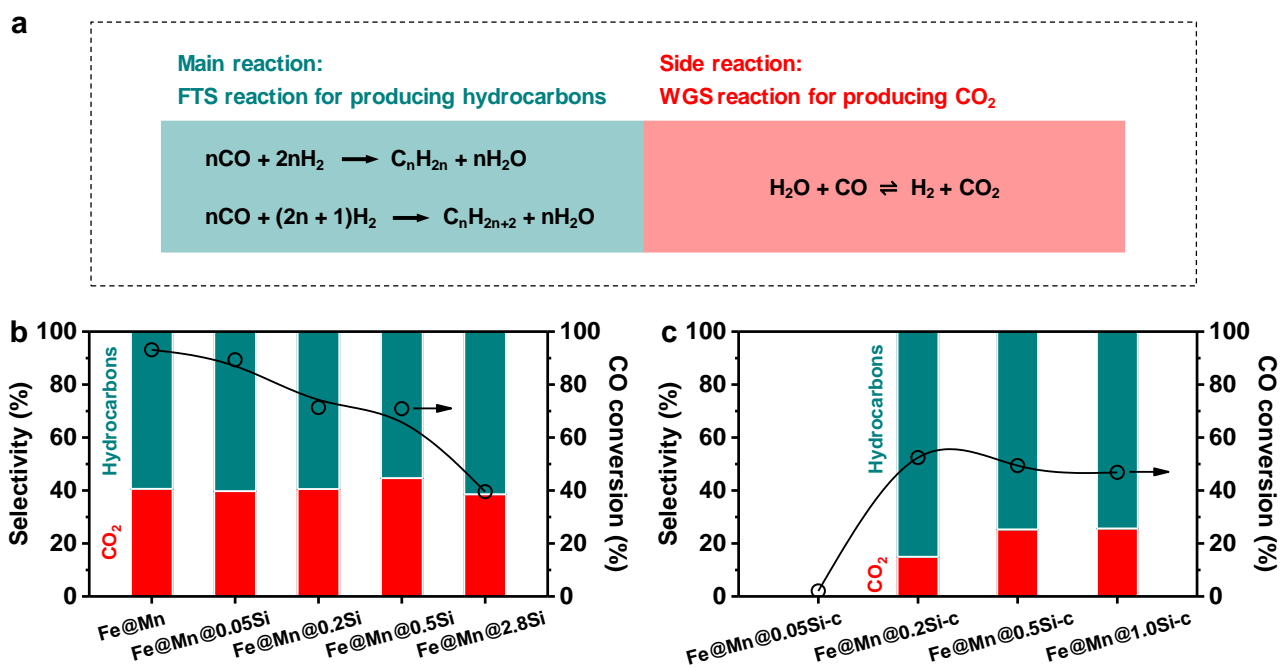 a
Main reaction:
FTS reaction for producing hydrocarbons
Side reaction:
WGS reaction for producing CO₂
nCO + 2nH₂ ⟶ CₙH₂ₙ + nH₂O
nCO + (2n + 1)H₂ ⟶ CₙH₂ₙ₊₂ + nH₂O
H₂O + CO ⇌ H₂ + CO₂
b
Selectivity (%)
100
80
60
40
20
0
Hydrocarbons
CO₂
100
80
60
40
20
0
CO conversion (%)
Fe@Mn
Fe@Mn@0.05Si
Fe@Mn@0.2Si
Fe@Mn@0.5Si
Fe@Mn@2.8Si
c
Selectivity (%)
100
80
60
40
20
0
Hydrocarbons
CO₂
100
80
60
40
20
0
CO conversion (%)
Fe@Mn@0.05Si-c
Fe@Mn@0.2Si-c
Fe@Mn@0.5Si-c
Fe@Mn@1.0Si-c